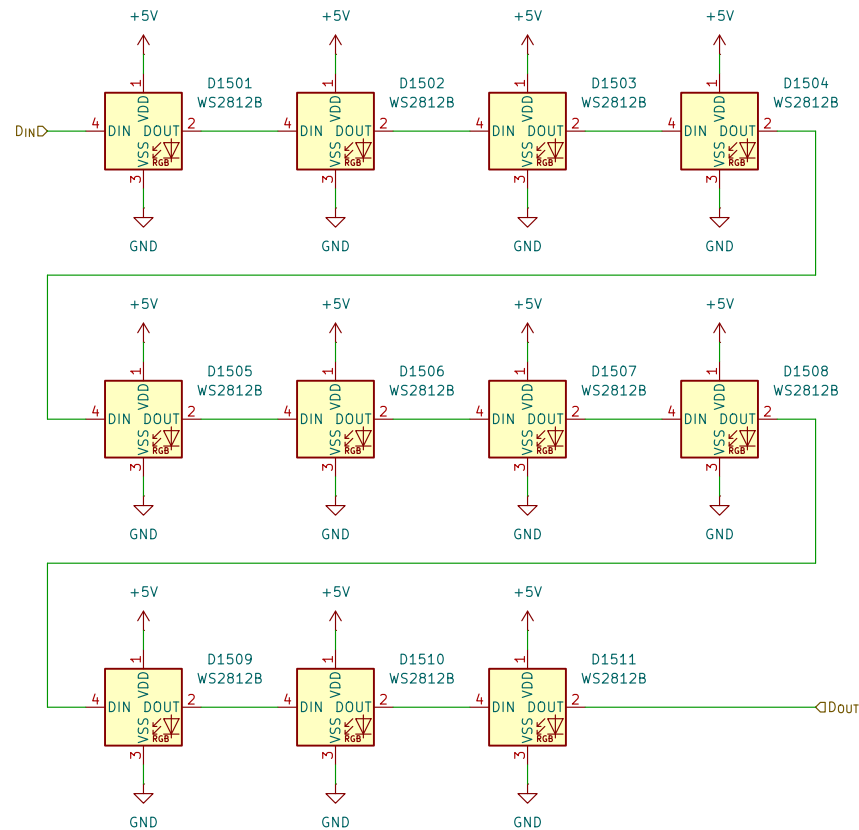 +5V +5V +5V +5V
D1501 D1502 D1503 D1504
WS2812B WS2812B WS2812B WS2812B
1 1 1 1
VDD VDD VDD VDD
DIN 4 DIN DOUT 2 4 DIN DOUT 2 4 DIN DOUT 2 4 DIN DOUT 2
VSS VSS VSS VSS
RGB RGB RGB RGB
3 3 3 3
GND GND GND GND
+5V +5V +5V +5V
D1505 D1506 D1507 D1508
WS2812B WS2812B WS2812B WS2812B
1 1 1 1
VDD VDD VDD VDD
4 DIN DOUT 2 4 DIN DOUT 2 4 DIN DOUT 2 4 DIN DOUT 2
VSS VSS VSS VSS
RGB RGB RGB RGB
3 3 3 3
GND GND GND GND
+5V +5V +5V
D1509 D1510 D1511
WS2812B WS2812B WS2812B
1 1 1
VDD VDD VDD
4 DIN DOUT 2 4 DIN DOUT 2 4 DIN DOUT 2 DOUT
VSS VSS VSS
RGB RGB RGB
3 3 3
GND GND GND